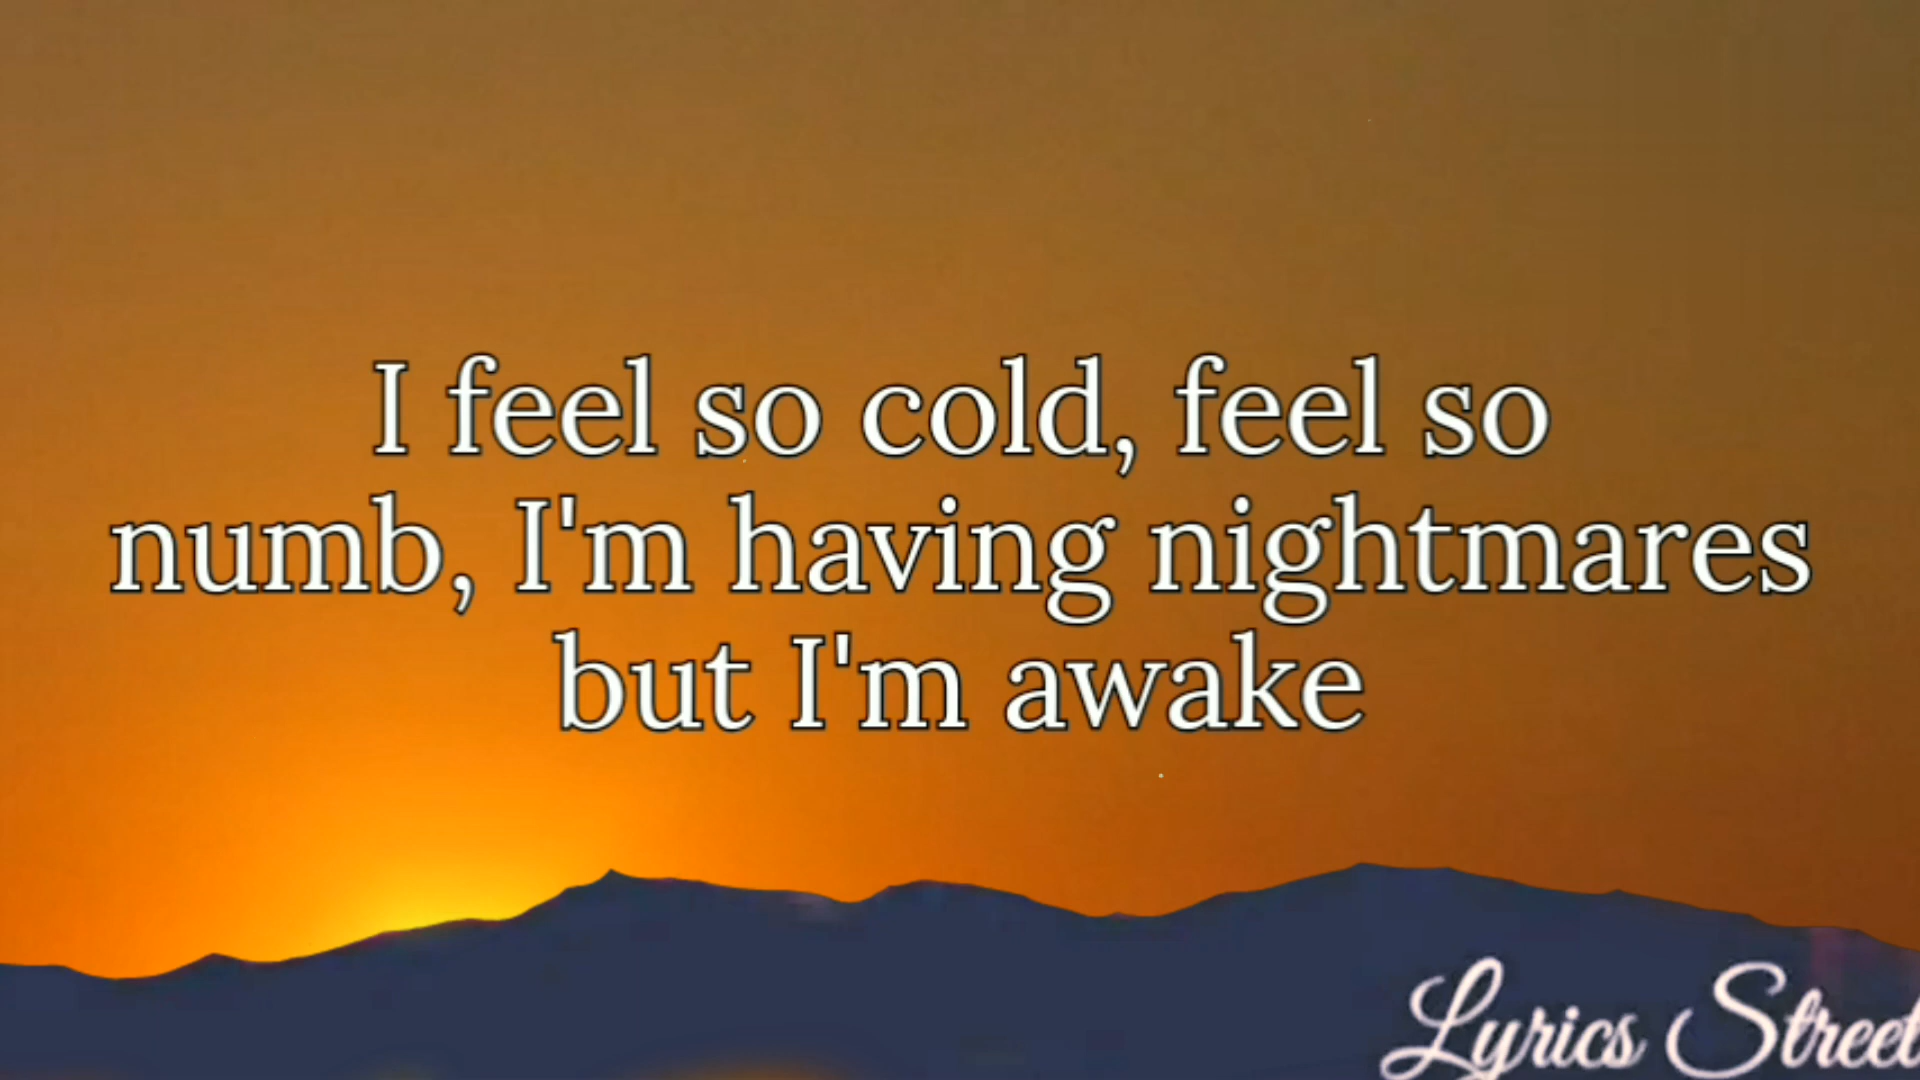 I feel so cold, feel so
numb, I'm having nightmares
but I'm awake
Lyrics Street